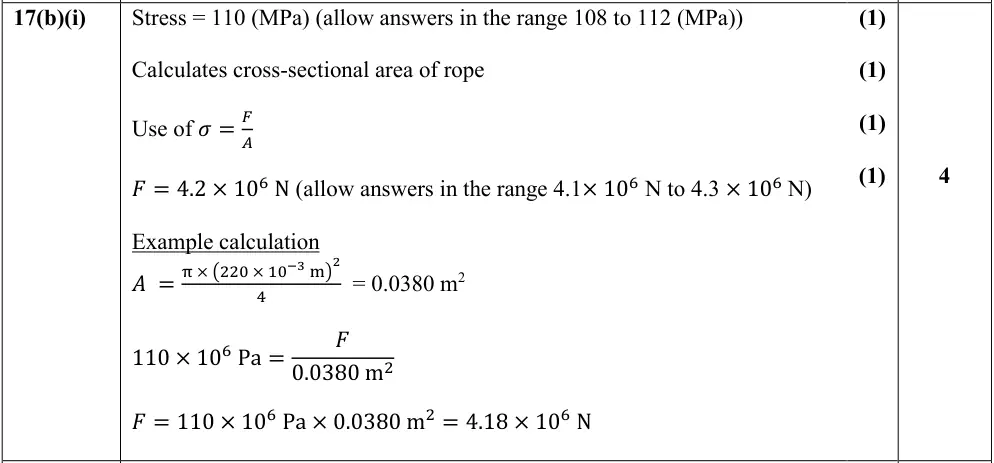 17(b)(i) Stress = 110 (MPa) (allow answers in the range 108 to 112 (MPa)) (1)
Calculates cross-sectional area of rope (1)
Use of σ = F/A (1)
F = 4.2 × 10⁶ N (allow answers in the range 4.1× 10⁶ N to 4.3 × 10⁶ N) (1) 4
Example calculation
A = π × (220 × 10⁻³ m)²/4 = 0.0380 m²
110 × 10⁶ Pa = F/0.0380 m²
F = 110 × 10⁶ Pa × 0.0380 m² = 4.18 × 10⁶ N